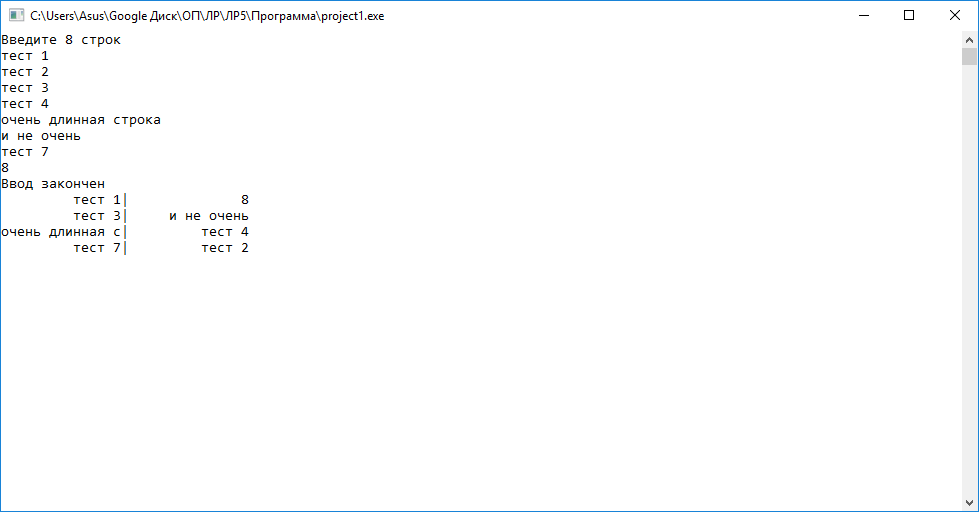 C:\Users\Asus\Google Диск\ОП\ЛР\ЛР5\Программа\project1.exe
Введите 8 строк
тест 1
тест 2
тест 3
тест 4
очень длинная строка
и не очень
тест 7
8
Ввод закончен
         тест 1|              8
         тест 3|     и не очень
очень длинная с|         тест 4
         тест 7|         тест 2